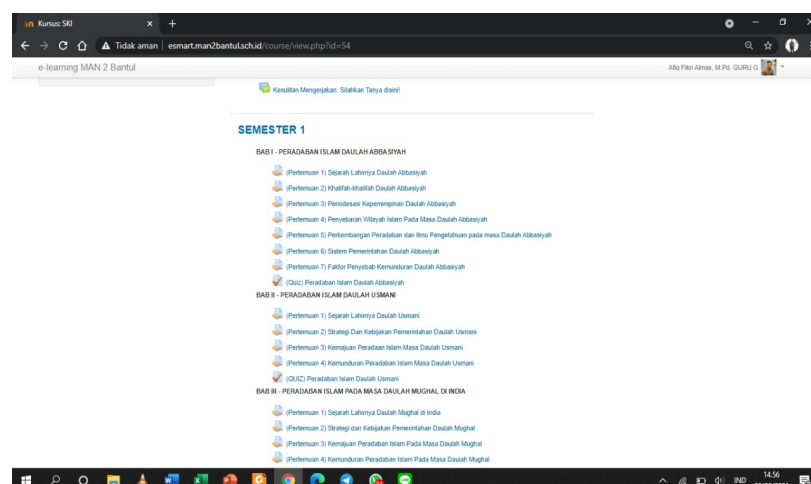 Kursus: SKI
Tidak aman | esmart.man2bantul.sch.id/course/view.php?id=54
e-learning MAN 2 Bantul
Afiq Fikri Almas, M.Pd. GURU G
Kesulitan Mengerjakan, Silahkan Tanya disini!
SEMESTER 1
BAB I - PERADABAN ISLAM DAULAH ABBASIYAH
(Pertemuan 1) Sejarah Lahirnya Daulah Abbasiyah
(Pertemuan 2) Khalifah-khalifah Daulah Abbasiyah
(Pertemuan 3) Periodesasi Kepemimpinan Daulah Abbasiyah
(Pertemuan 4) Penyebaran Wilayah Islam Pada Masa Daulah Abbasiyah
(Pertemuan 5) Perkembangan Peradaban dan Ilmu Pengetahuan pada masa Daulah Abbasiyah
(Pertemuan 6) Sistem Pemerintahan Daulah Abbasiyah
(Pertemuan 7) Faktor Penyebab Kemunduran Daulah Abbasiyah
(Quiz) Peradaban Islam Daulah Abbasiyah
BAB II - PERADABAN ISLAM DAULAH USMANI
(Pertemuan 1) Sejarah Lahirnya Daulah Usmani
(Pertemuan 2) Strategi Dan Kebijakan Pemerintahan Daulah Usmani
(Pertemuan 3) Kemajuan Peradaan Islam Masa Daulah Usmani
(Pertemuan 4) Kemunduran Peradaban Islam Masa Daulah Usmani
(QUIZ) Peradaban Islam Daulah Usmani
BAB III - PERADABAN ISLAM PADA MASA DAULAH MUGHAL DI INDIA
(Pertemuan 1) Sejarah Lahirnya Daulah Mughal di India
(Pertemuan 2) Strategi dan Kebijakan Pemerintahan Daulah Mughal
(Pertemuan 3) Kemajuan Peradaban Islam Pada Masa Daulah Mughal
(Pertemuan 4) Kemunduran Peradaban Islam Pada Masa Daulah Mughal
IND
14.56